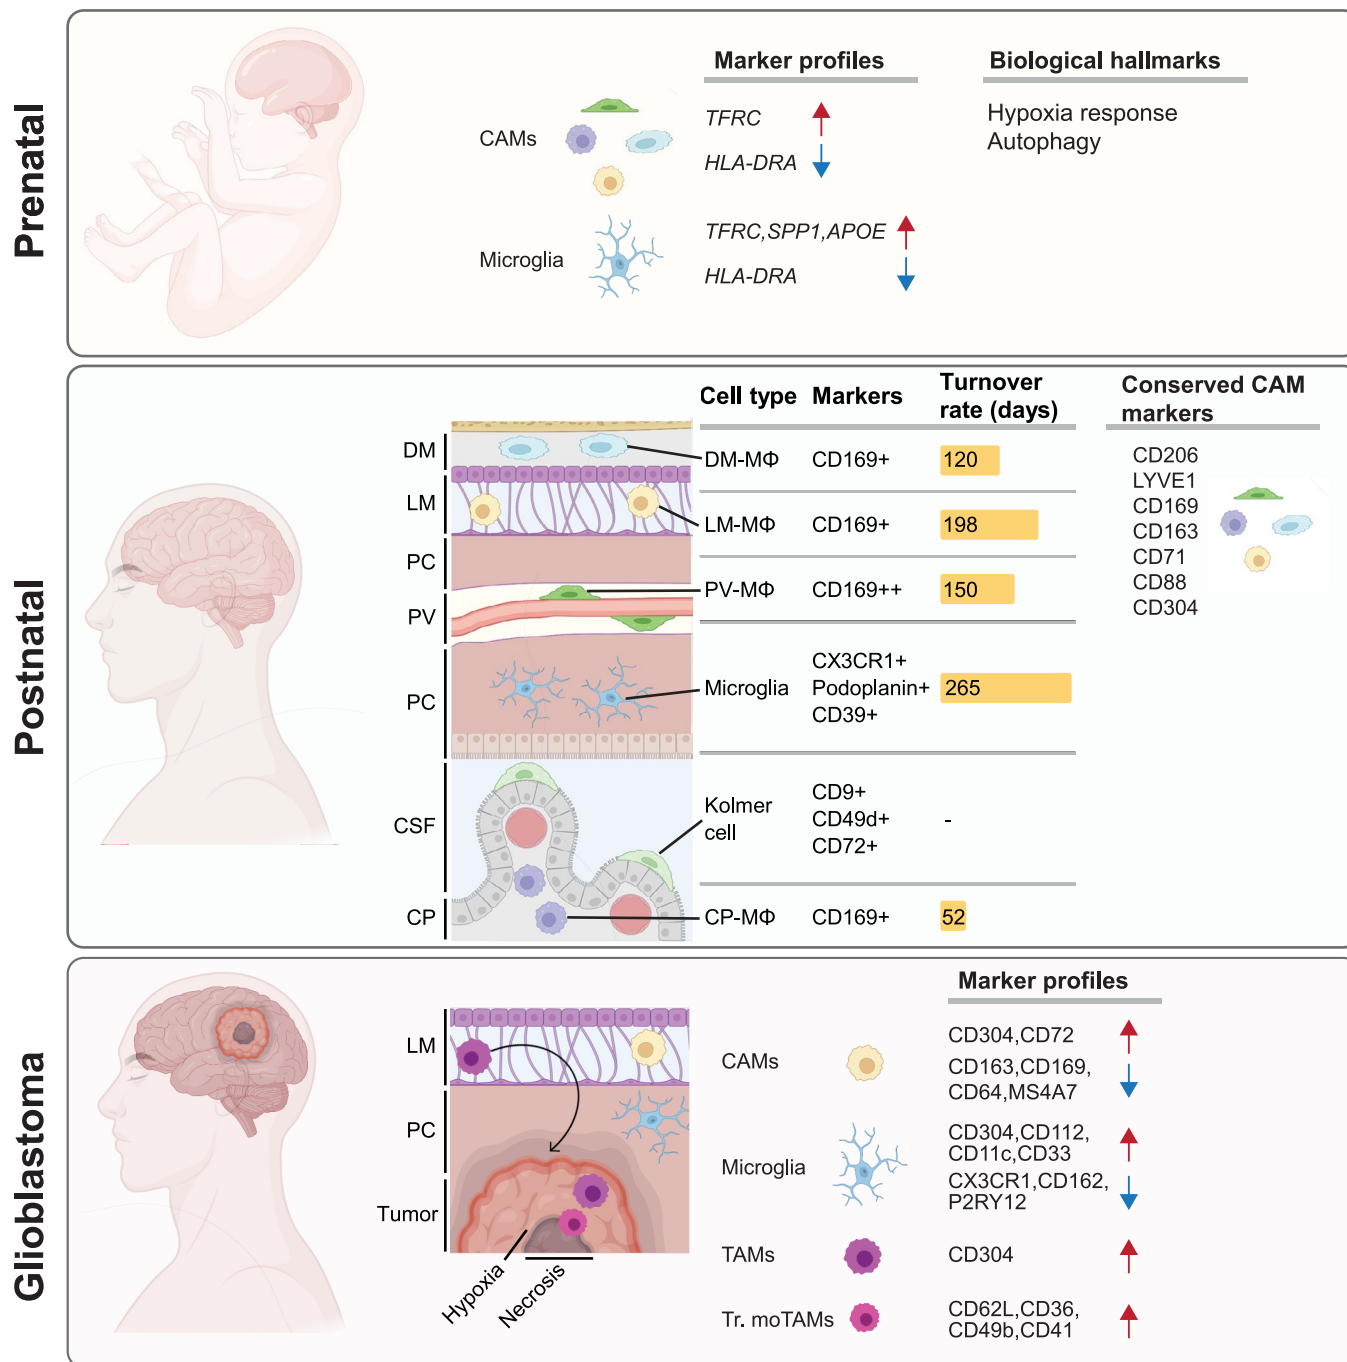 Prenatal
Marker profiles
Biological hallmarks
CAMs
TFRC
HLA-DRA
Hypoxia response
Autophagy
Microglia
TFRC,SPP1,APOE
HLA-DRA
Postnatal
Cell type
Markers
Turnover
rate (days)
Conserved CAM
markers
DM
DM-MΦ
CD169+
120
LM
LM-MΦ
CD169+
198
PC
PV
PV-MΦ
CD169++
150
PC
Microglia
CX3CR1+
Podoplanin+
CD39+
265
CSF
Kolmer
cell
CD9+
CD49d+
CD72+
-
CP
CP-MΦ
CD169+
52
CD206
LYVE1
CD169
CD163
CD71
CD88
CD304
Glioblastoma
Marker profiles
LM
PC
Tumor
Hypoxia
Necrosis
CAMs
CD304,CD72
CD163,CD169,
CD64,MS4A7
Microglia
CD304,CD112,
CD11c,CD33
CX3CR1,CD162,
P2RY12
TAMs
CD304
Tr. moTAMs
CD62L,CD36,
CD49b,CD41